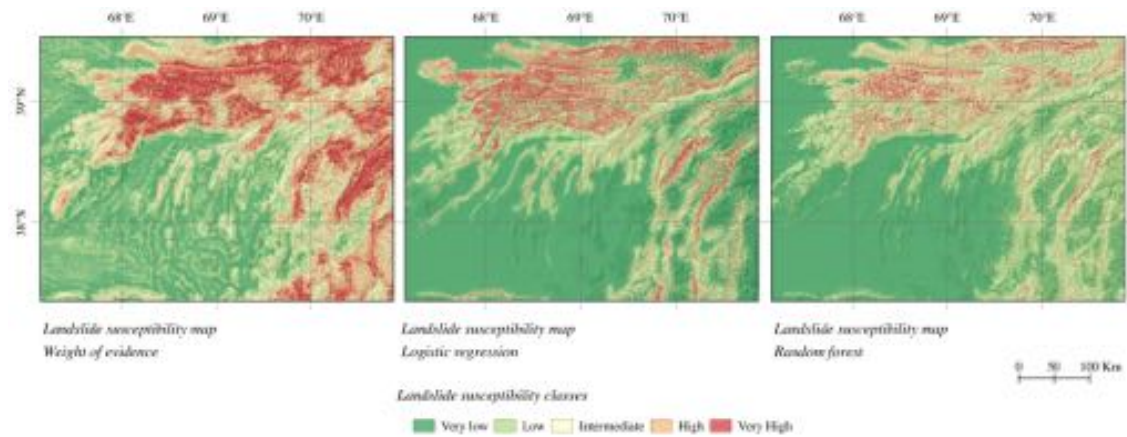 68°E 69°E 70°E 68°E 69°E 70°E 68°E 69°E 70°E
39°N
38°N
Landslide susceptibility map Landslide susceptibility map Landslide susceptibility map
Weight of evidence Logistic regression Random forest
0 50 100 Km
Landslide susceptibility classes
Very low Low Intermediate High Very High